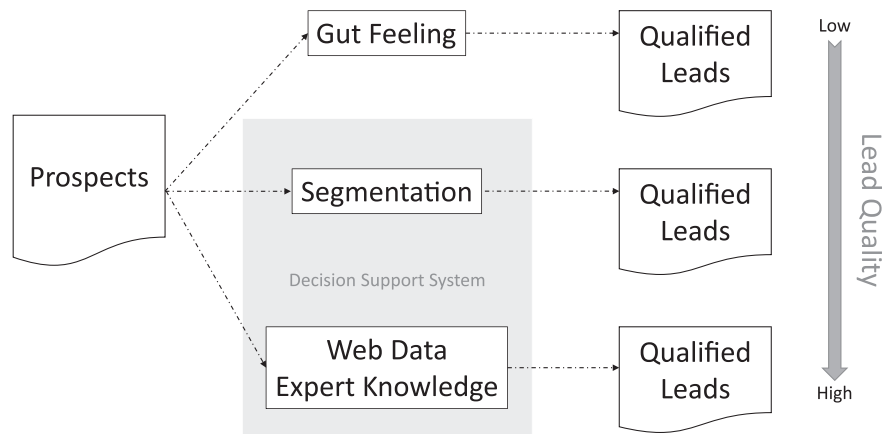 Gut Feeling
Qualified
Leads
Low
Prospects
Segmentation
Qualified
Leads
Lead Quality
Decision Support System
Web Data
Expert Knowledge
Qualified
Leads
High